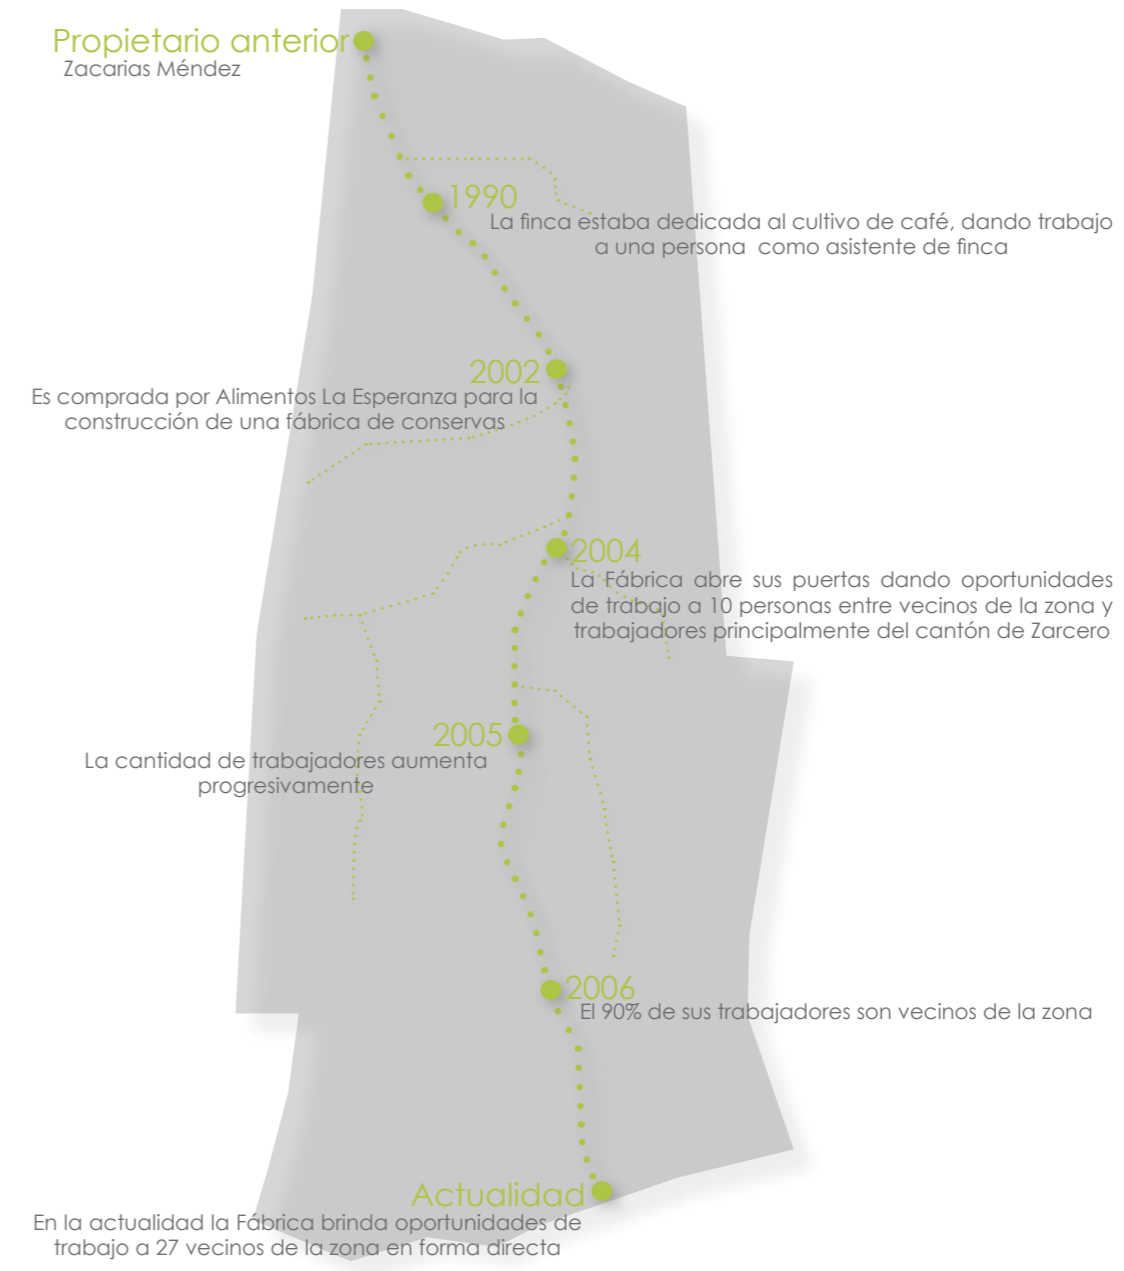 Propietario anterior
Zacarias Méndez
1990
La finca estaba dedicada al cultivo de café, dando trabajo
a una persona como asistente de finca
2002
Es comprada por Alimentos La Esperanza para la
construcción de una fábrica de conservas
2004
La Fábrica abre sus puertas dando oportunidades
de trabajo a 10 personas entre vecinos de la zona y
trabajadores principalmente del cantón de Zarcero
2005
La cantidad de trabajadores aumenta
progresivamente
2006
El 90% de sus trabajadores son vecinos de la zona
Actualidad
En la actualidad la Fábrica brinda oportunidades de
trabajo a 27 vecinos de la zona en forma directa